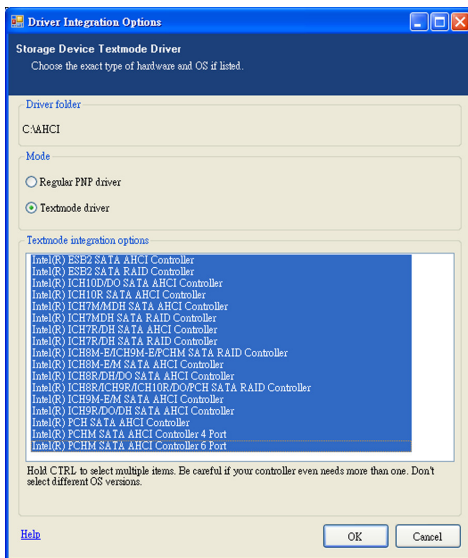 Driver Integration Options
Storage Device Textmode Driver
Choose the exact type of hardware and OS if listed.
Driver folder
C:\AHCI
Mode
Regular PNP driver
Textmode driver
Textmode integration options
Intel(R) ESB2 SATA AHCI Controller
Intel(R) ESB2 SATA RAID Controller
Intel(R) ICH10D/DO SATA AHCI Controller
Intel(R) ICH10R SATA AHCI Controller
Intel(R) ICH7M/MDH SATA AHCI Controller
Intel(R) ICH7MDH SATA RAID Controller
Intel(R) ICH7R/DH SATA AHCI Controller
Intel(R) ICH7R/DH SATA RAID Controller
Intel(R) ICH8M-E/ICH9M-E/PCHM SATA RAID Controller
Intel(R) ICH8M-E/M SATA AHCI Controller
Intel(R) ICH8R/DH/DO SATA AHCI Controller
Intel(R) ICH8R/ICH9R/ICH10R/DO/PCH SATA RAID Controller
Intel(R) ICH9M-E/M SATA AHCI Controller
Intel(R) ICH9R/DO/DH SATA AHCI Controller
Intel(R) PCH SATA AHCI Controller
Intel(R) PCHM SATA AHCI Controller 4 Port
Intel(R) PCHM SATA AHCI Controller 6 Port
Hold CTRL to select multiple items. Be careful if your controller even needs more than one. Don't
select different OS versions.
Help
OK
Cancel